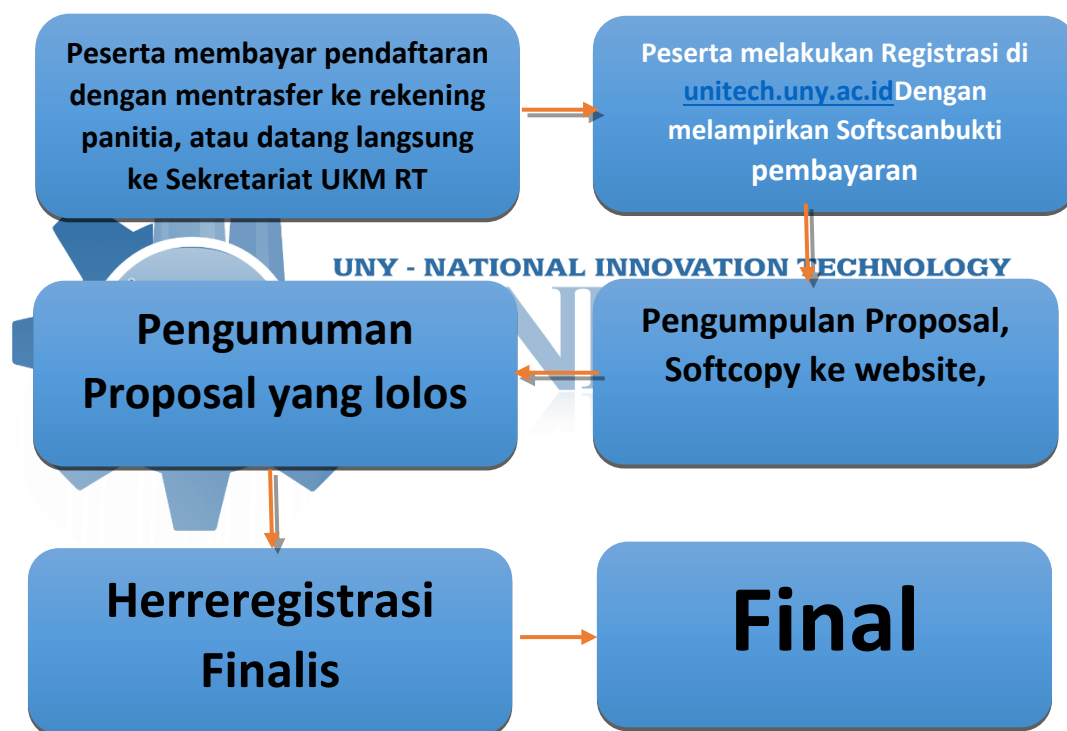 Peserta membayar pendaftaran
dengan mentrasfer ke rekening
panitia, atau datang langsung
ke Sekretariat UKM RT
Peserta melakukan Registrasi di
unitech.uny.ac.idDengan
melampirkan Softscanbukti
pembayaran
UNY - NATIONAL INNOVATION TECHNOLOGY
Pengumpulan Proposal,
Softcopy ke website,
Pengumuman
Proposal yang lolos
Herreregistrasi
Finalis
Final